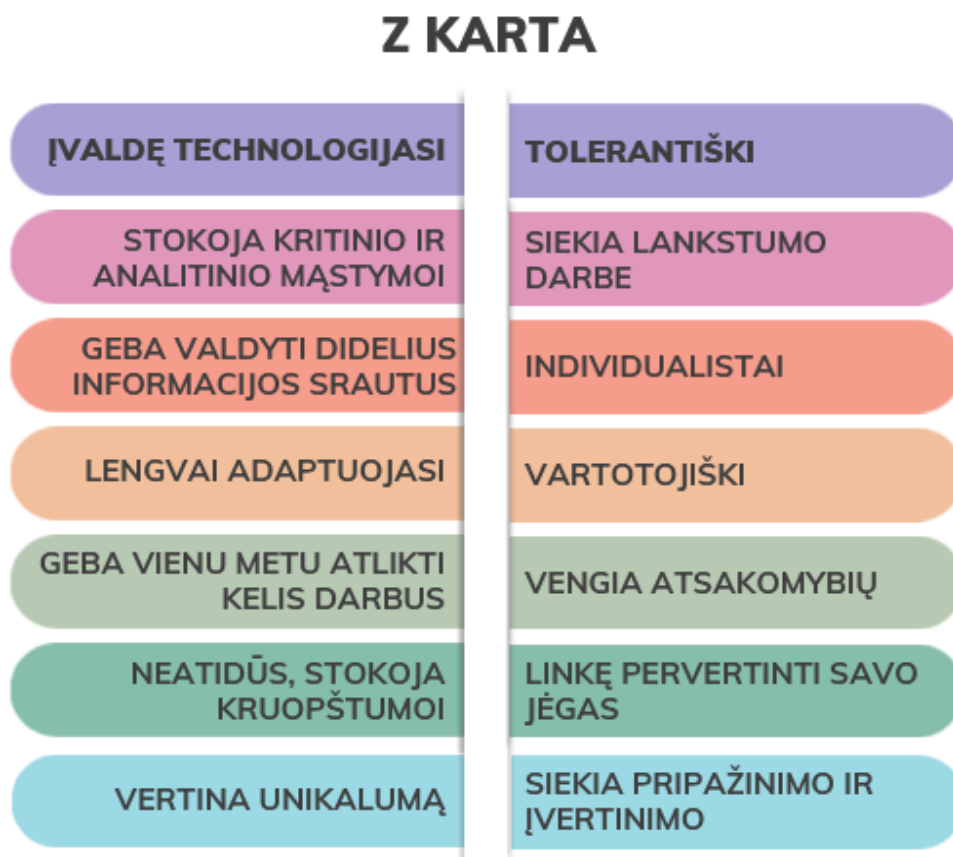 Z KARTA
ĮVALDĘ TECHNOLOGIJASI
STOKOJA KRITINIO IR
ANALITINIO MĄSTYMOI
GEBA VALDYTI DIDELIUS
INFORMACIJOS SRAUTUS
LENGVAI ADAPTUOJASI
GEBA VIENU METU ATLIKTI
KELIS DARBUS
NEATIDŪS, STOKOJA
KRUOPŠTUMOI
VERTINA UNIKALUMĄ
TOLERANTIŠKI
SIEKIA LANKSTUMO
DARBE
INDIVIDUALISTAI
VARTOTOJIŠKI
VENGIA ATSAKOMYBIŲ
LINKĘ PERVERTINTI SAVO
JĖGAS
SIEKIA PRIPAŽINIMO IR
ĮVERTINIMO